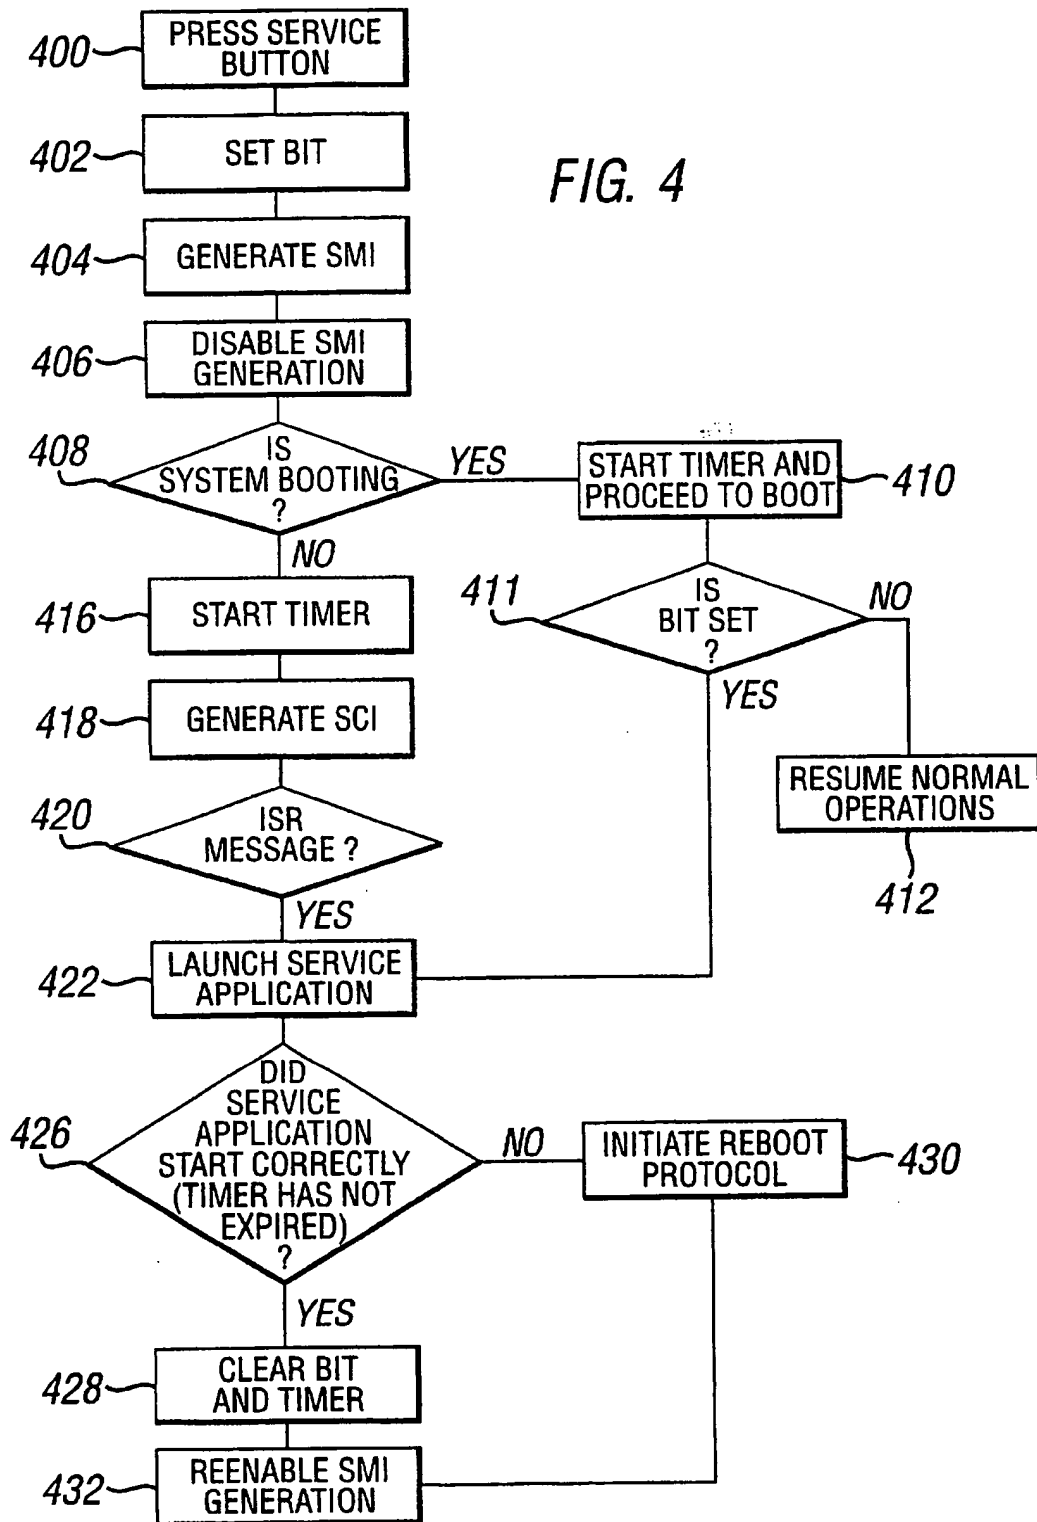 400
PRESS SERVICE
BUTTON
402
SET BIT
FIG. 4
404
GENERATE SMI
406
DISABLE SMI
GENERATION
408
IS
SYSTEM BOOTING
?
YES
START TIMER AND
PROCEED TO BOOT
410
NO
411
IS
BIT SET
?
NO
YES
416
START TIMER
418
GENERATE SCI
RESUME NORMAL
OPERATIONS
412
420
ISR
MESSAGE ?
YES
422
LAUNCH SERVICE
APPLICATION
426
DID
SERVICE
APPLICATION
START CORRECTLY
(TIMER HAS NOT
EXPIRED)
?
NO
INITIATE REBOOT
PROTOCOL
430
YES
428
CLEAR BIT
AND TIMER
432
REENABLE SMI
GENERATION